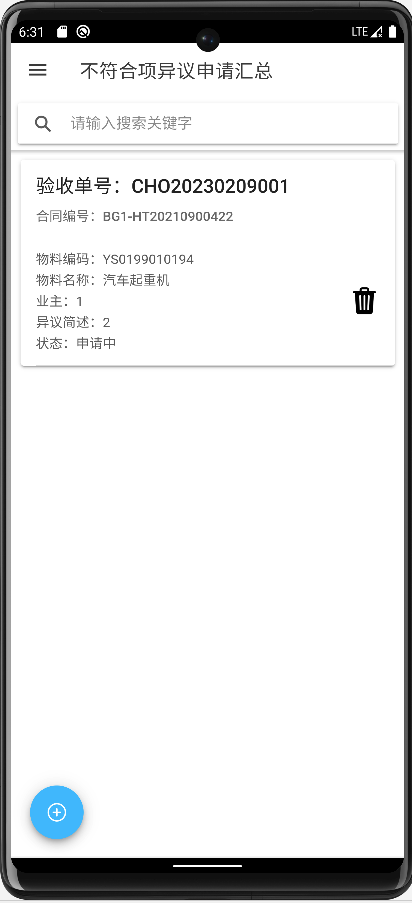 6:31
LTE
不符合项异议申请汇总
请输入搜索关键字
验收单号：CHO20230209001
合同编号：BG1-HT20210900422
物料编码：YS0199010194
物料名称：汽车起重机
业主：1
异议简述：2
状态：申请中